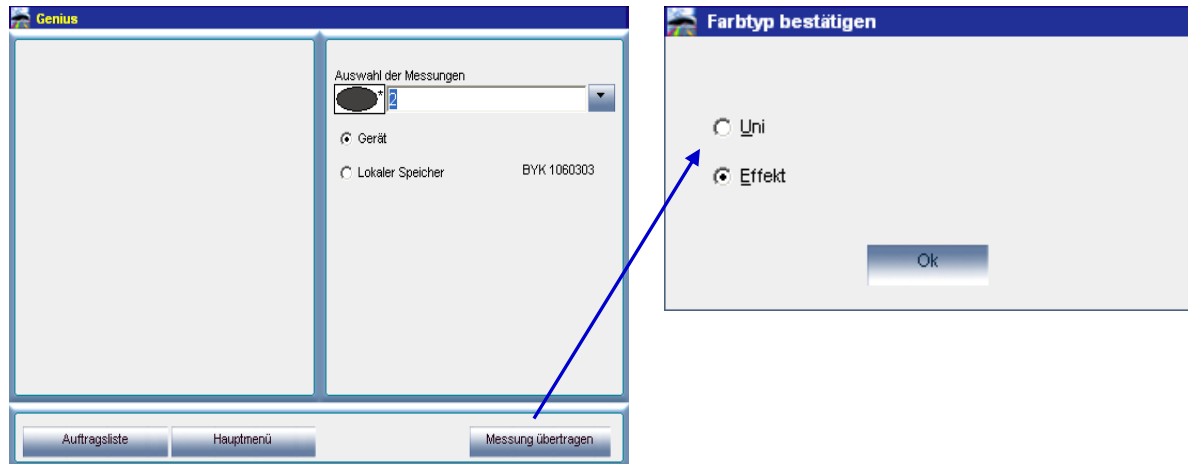 Genius
Auswahl der Messungen
* 2
Gerät
Lokaler Speicher BYK 1060303
Auftragsliste Hauptmenü Messung übertragen
Farbtyp bestätigen
Uni
Effekt
Ok